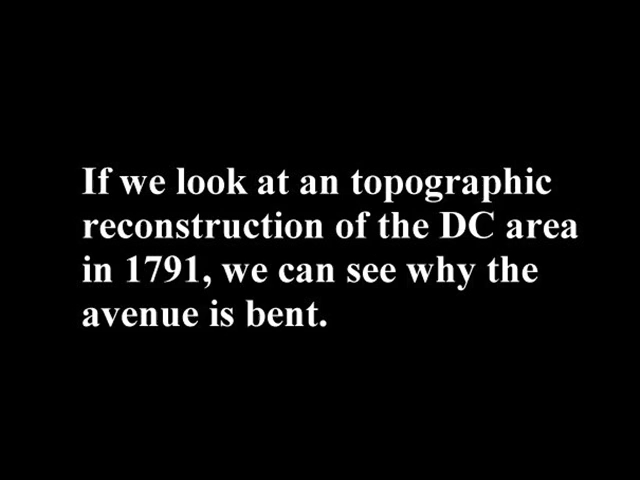 If we look at an topographic
reconstruction of the DC area
in 1791, we can see why the
avenue is bent.